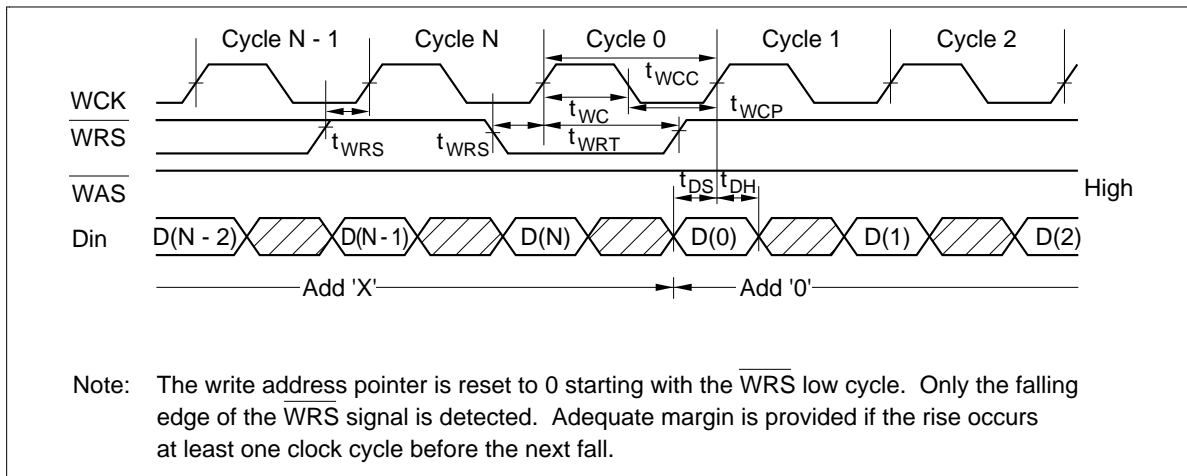 Cycle N - 1 Cycle N Cycle 0 Cycle 1 Cycle 2
tWCC
WCK
tWC tWCP
WRS
tWRS tWRS tWRT
tDS tDH
WAS High
Din D(N - 2) D(N - 1) D(N) D(0) D(1) D(2)
Add 'X' Add '0'
Note: The write address pointer is reset to 0 starting with the WRS low cycle. Only the falling
edge of the WRS signal is detected. Adequate margin is provided if the rise occurs
at least one clock cycle before the next fall.